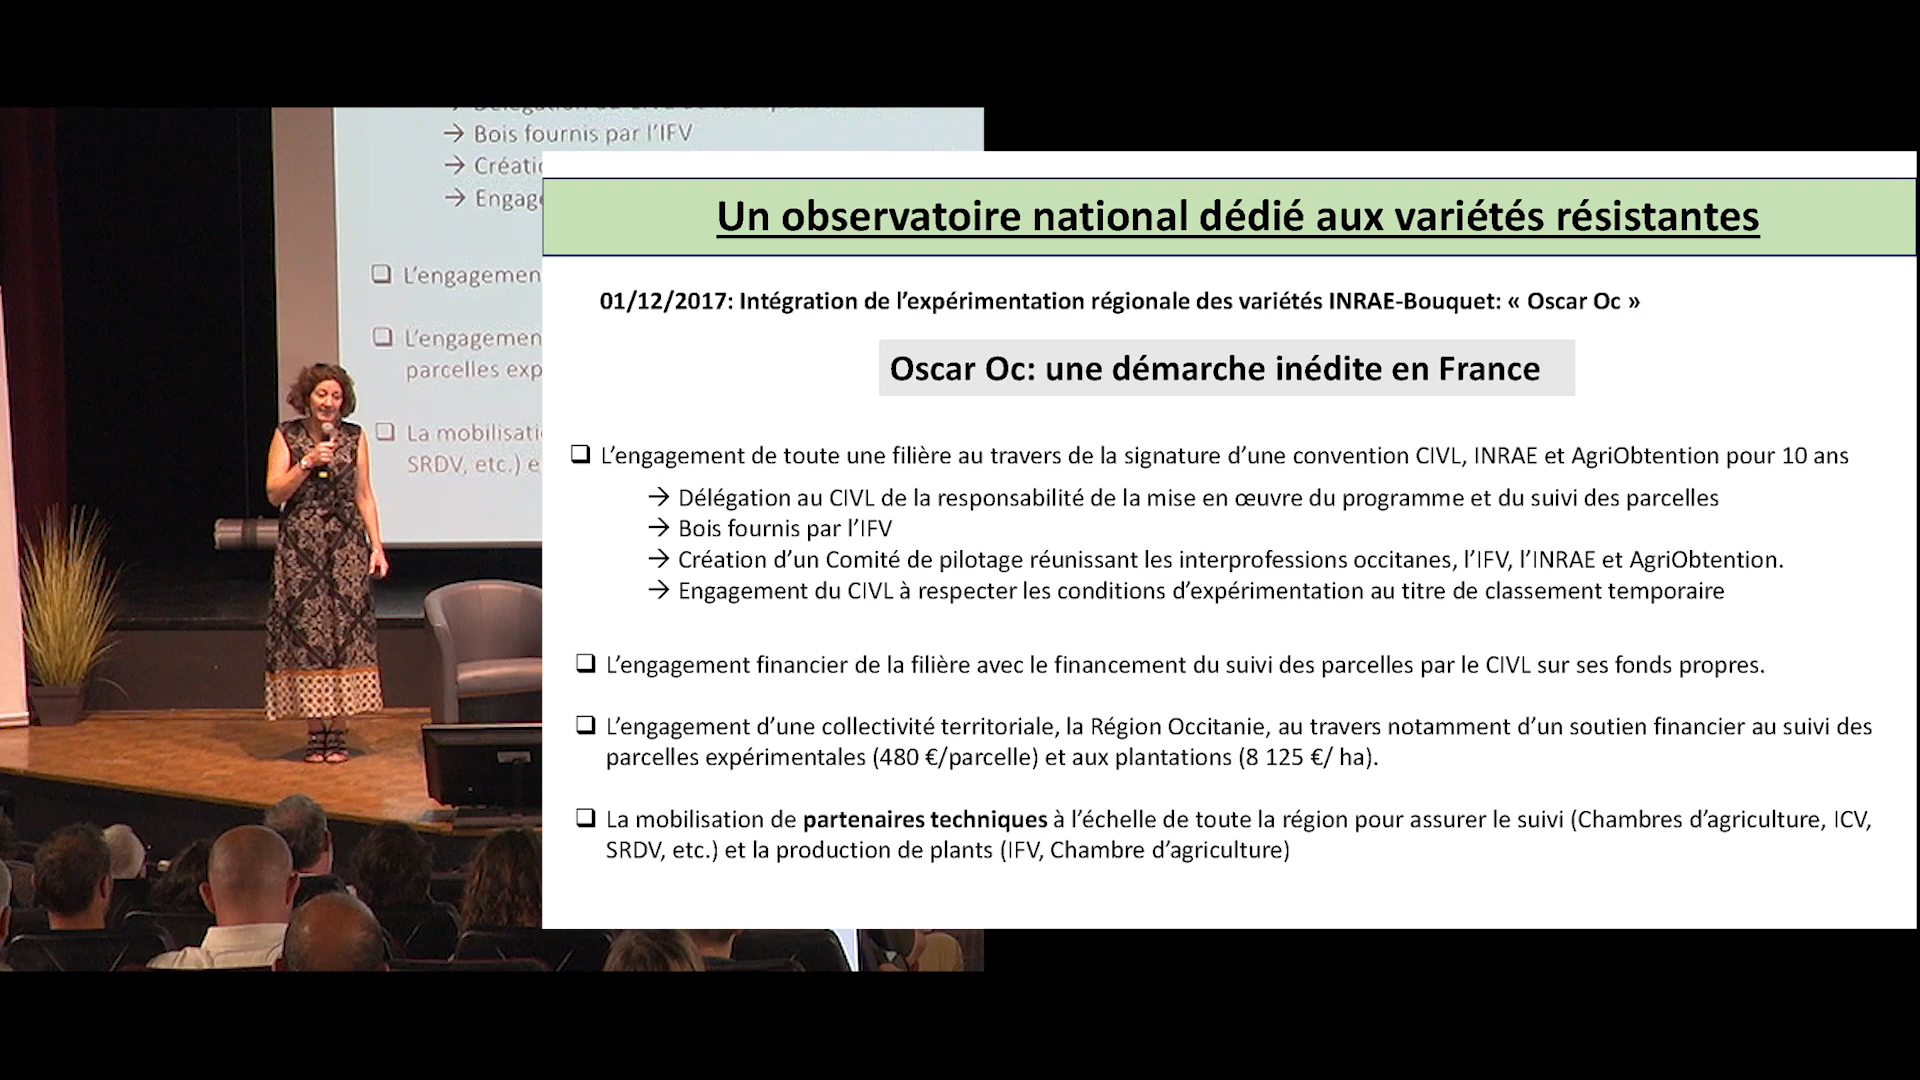 → Bois fournis par l’IFV
→
→
❑ L’engagemen
❑ L’engagemen
parcelles exp
❑ La mobilisati
SRDV, etc.) e
Un observatoire national dédié aux variétés résistantes
01/12/2017: Intégration de l’expérimentation régionale des variétés INRAE-Bouquet: « Oscar Oc »
Oscar Oc: une démarche inédite en France
❑ L’engagement de toute une filière au travers de la signature d’une convention CIVL, INRAE et AgriObtention pour 10 ans
→ Délégation au CIVL de la responsabilité de la mise en œuvre du programme et du suivi des parcelles
→ Bois fournis par l’IFV
→ Création d’un Comité de pilotage réunissant les interprofessions occitanes, l’IFV, l’INRAE et AgriObtention.
→ Engagement du CIVL à respecter les conditions d’expérimentation au titre de classement temporaire
❑ L’engagement financier de la filière avec le financement du suivi des parcelles par le CIVL sur ses fonds propres.
❑ L’engagement d’une collectivité territoriale, la Région Occitanie, au travers notamment d’un soutien financier au suivi des
parcelles expérimentales (480 €/parcelle) et aux plantations (8 125 €/ ha).
❑ La mobilisation de partenaires techniques à l’échelle de toute la région pour assurer le suivi (Chambres d’agriculture, ICV,
SRDV, etc.) et la production de plants (IFV, Chambre d’agriculture)